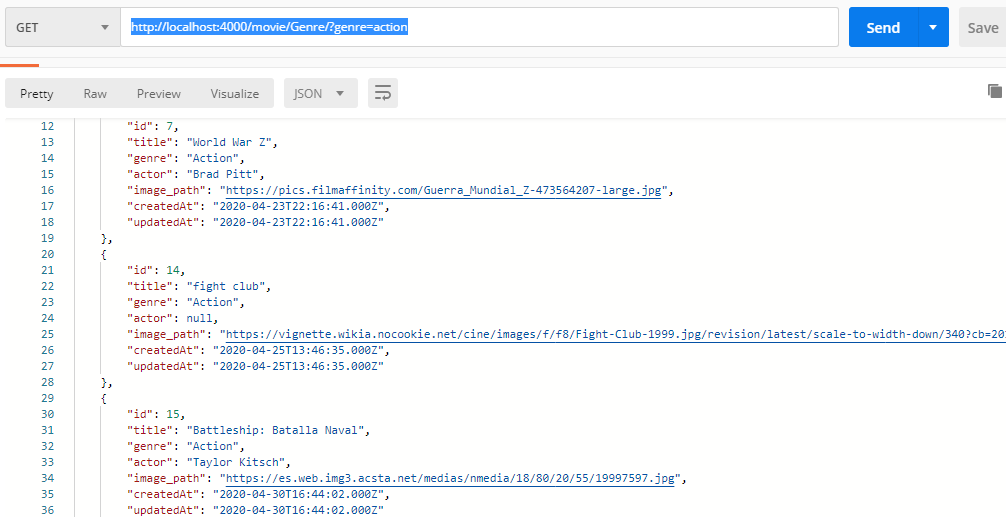 GET http://localhost:4000/movie/Genre/?genre=action Send Save
Pretty Raw Preview Visualize JSON
12 "id": 7,
13 "title": "World War Z",
14 "genre": "Action",
15 "actor": "Brad Pitt",
16 "image_path": "https://pics.filmaffinity.com/Guerra_Mundial_Z-473564207-large.jpg",
17 "createdAt": "2020-04-23T22:16:41.000Z",
18 "updatedAt": "2020-04-23T22:16:41.000Z"
19 },
20 {
21 "id": 14,
22 "title": "fight club",
23 "genre": "Action",
24 "actor": null,
25 "image_path": "https://vignette.wikia.nocookie.net/cine/images/f/f8/Fight-Club-1999.jpg/revision/latest/scale-to-width-down/340?cb=201
26 "createdAt": "2020-04-25T13:46:35.000Z",
27 "updatedAt": "2020-04-25T13:46:35.000Z"
28 },
29 {
30 "id": 15,
31 "title": "Battleship: Batalla Naval",
32 "genre": "Action",
33 "actor": "Taylor Kitsch",
34 "image_path": "https://es.web.img3.acsta.net/medias/nmedia/18/80/20/55/19997597.jpg",
35 "createdAt": "2020-04-30T16:44:02.000Z",
36 "updatedAt": "2020-04-30T16:44:02.000Z"